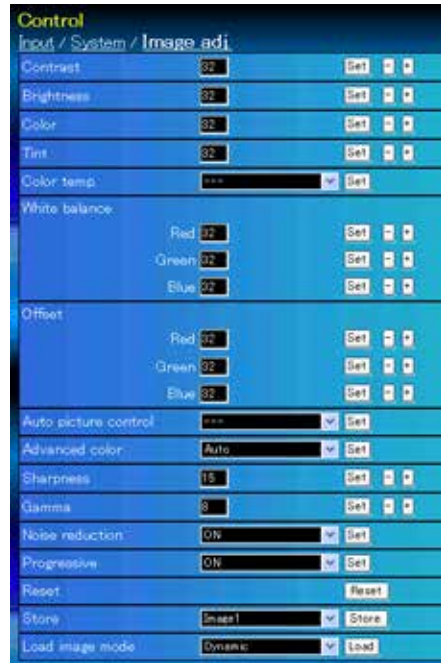 Control
Input / System / Image adj.
Contrast 32 Set - +
Brightness 32 Set - +
Color 32 Set - +
Tint 32 Set - +
Color temp. --- Set
White balance
Red 32 Set - +
Green 32 Set - +
Blue 32 Set - +
Offset
Red 32 Set - +
Green 32 Set - +
Blue 32 Set - +
Auto picture control --- Set
Advanced color Auto Set
Sharpness 15 Set - +
Gamma 8 Set - +
Noise reduction ON Set
Progressive ON Set
Reset Reset
Store Image1 Store
Load image mode Dynamic Load